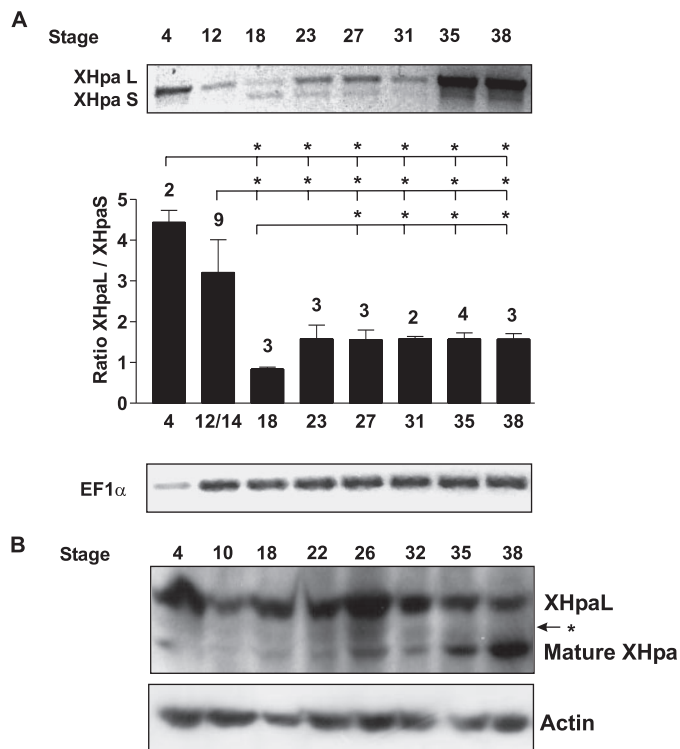 A
Stage 4 12 18 23 27 31 35 38
XHpa L
XHpa S
* * * * * *
* * * * * *
* * * *
Ratio XHpaL / XHpaS
5
4
3
2
1
0
2 9 3 3 3 2 4 3
4 12/14 18 23 27 31 35 38
EF1α
B
Stage 4 10 18 22 26 32 35 38
XHpaL
*
Mature XHpa
Actin